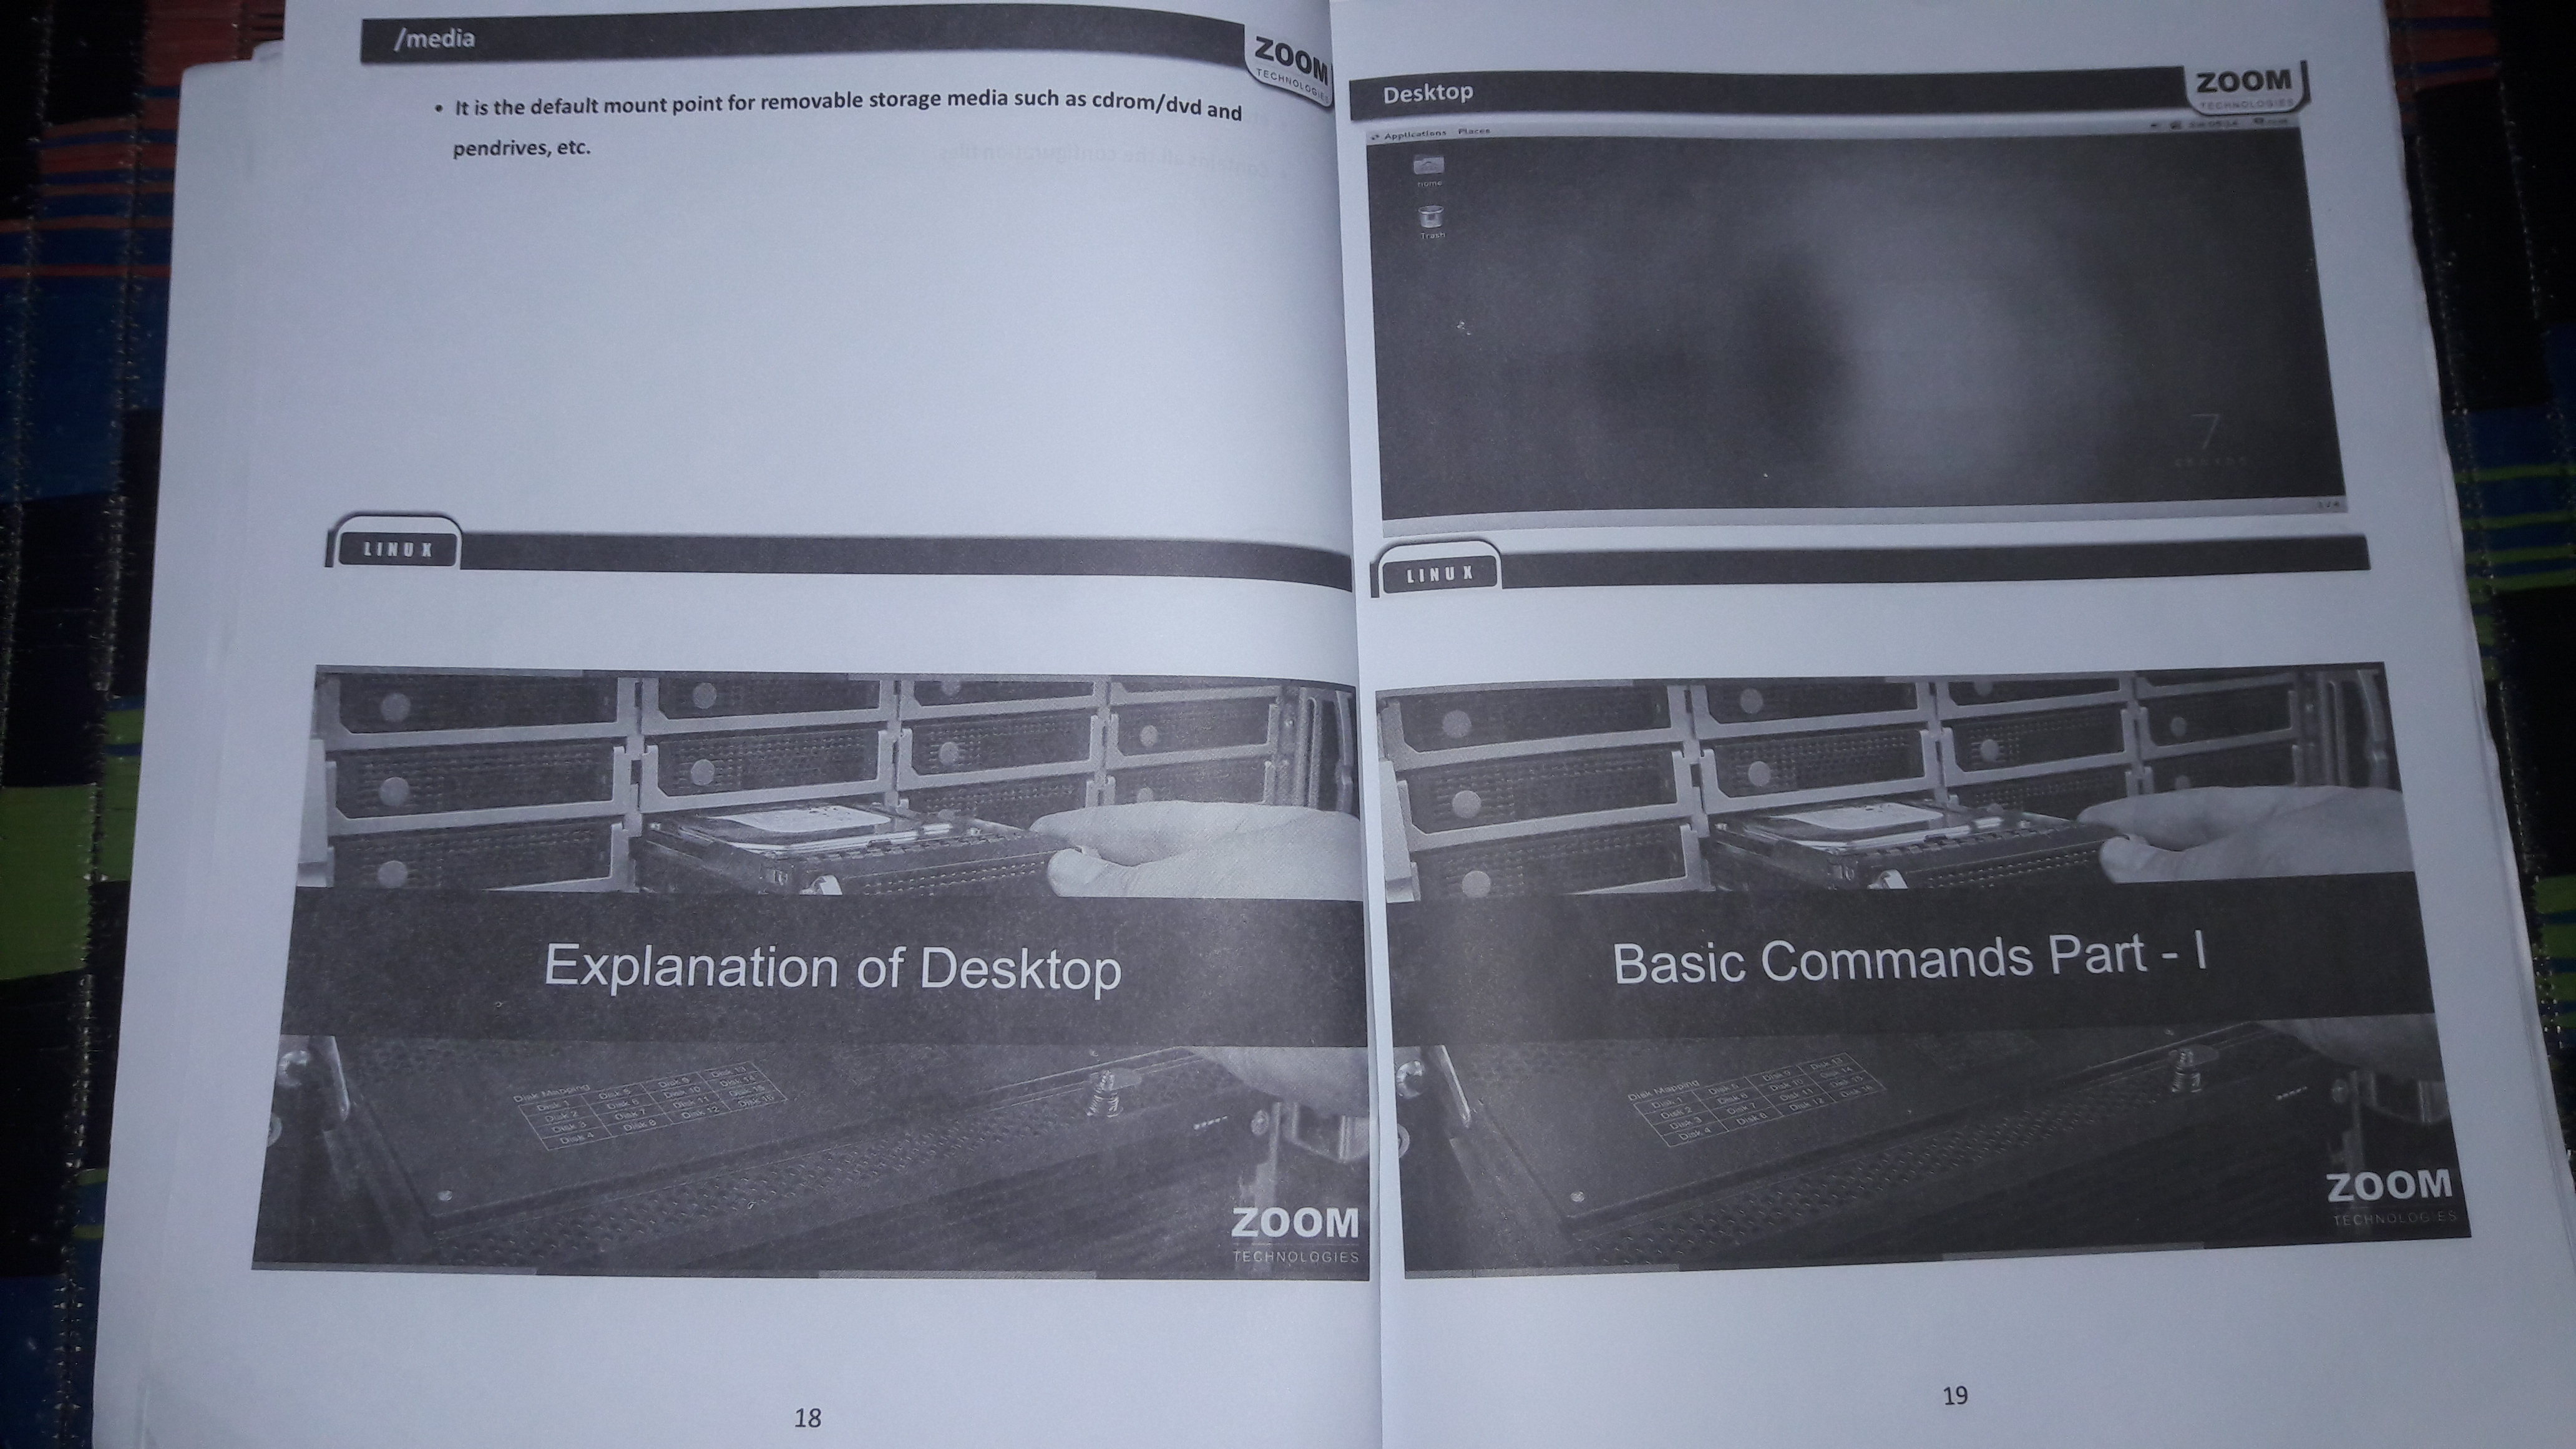 /media
ZOOM
TECHNOLOGIES
• It is the default mount point for removable storage media such as cdrom/dvd and
pendrives, etc.
LINUX
Explanation of Desktop
Disk Mapping
Disk 1 Disk 5 Disk 9 Disk 13
Disk 2 Disk 6 Disk 10 Disk 14
Disk 3 Disk 7 Disk 11 Disk 15
Disk 4 Disk 8 Disk 12 Disk 16
ZOOM
TECHNOLOGIES
18
Desktop
ZOOM
TECHNOLOGIES
Applications Places
Home
Trash
7
CENTOS
LINUX
Basic Commands Part - I
Disk Mapping
Disk 1 Disk 5 Disk 9 Disk 13
Disk 2 Disk 6 Disk 10 Disk 14
Disk 3 Disk 7 Disk 11 Disk 15
Disk 4 Disk 8 Disk 12 Disk 16
ZOOM
TECHNOLOGIES
19